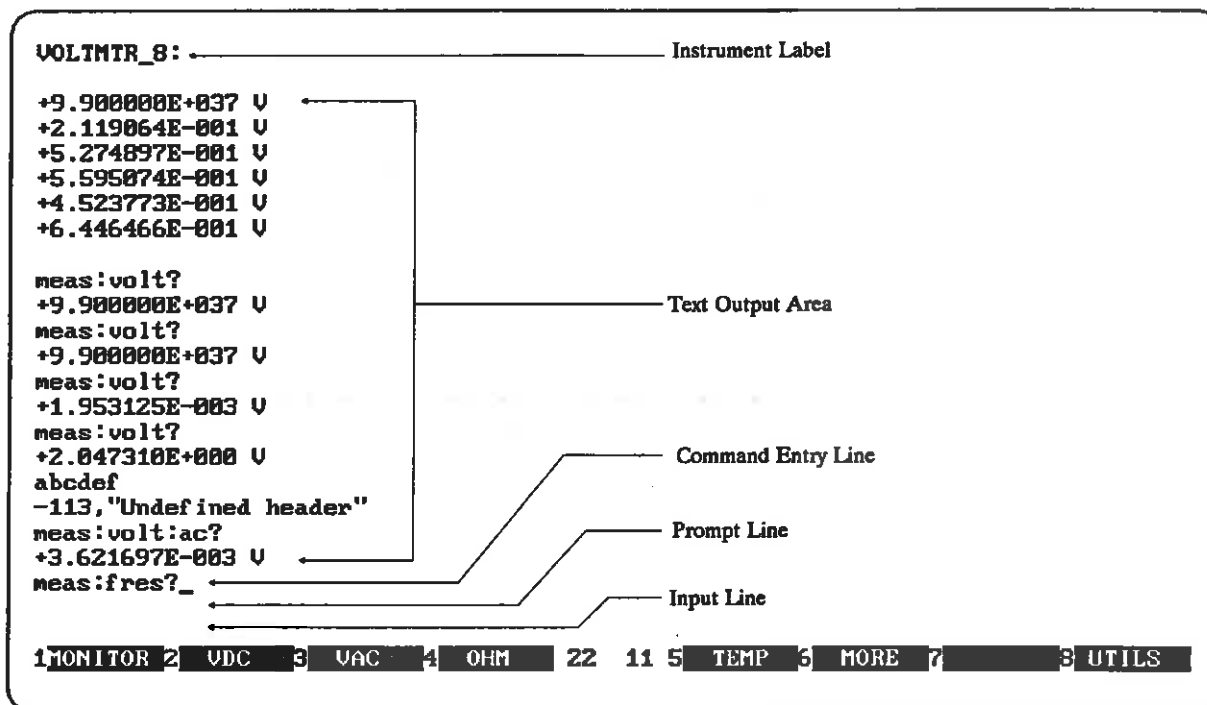 VOLTMTR_8:
Instrument Label
+9.900000E+037 V
+2.119064E-001 V
+5.274897E-001 V
+5.595074E-001 V
+4.523773E-001 V
+6.446466E-001 V
meas:volt?
+9.900000E+037 V
Text Output Area
meas:volt?
+9.900000E+037 V
meas:volt?
+1.953125E-003 V
meas:volt?
+2.047310E+000 V
Command Entry Line
abcdef
-113,"Undefined header"
meas:volt:ac?
Prompt Line
+3.621697E-003 V
meas:fres?_
Input Line
1 MONITOR 2 VDC 3 VAC 4 OHM 22 11 5 TEMP 6 MORE 7 8 UTILS